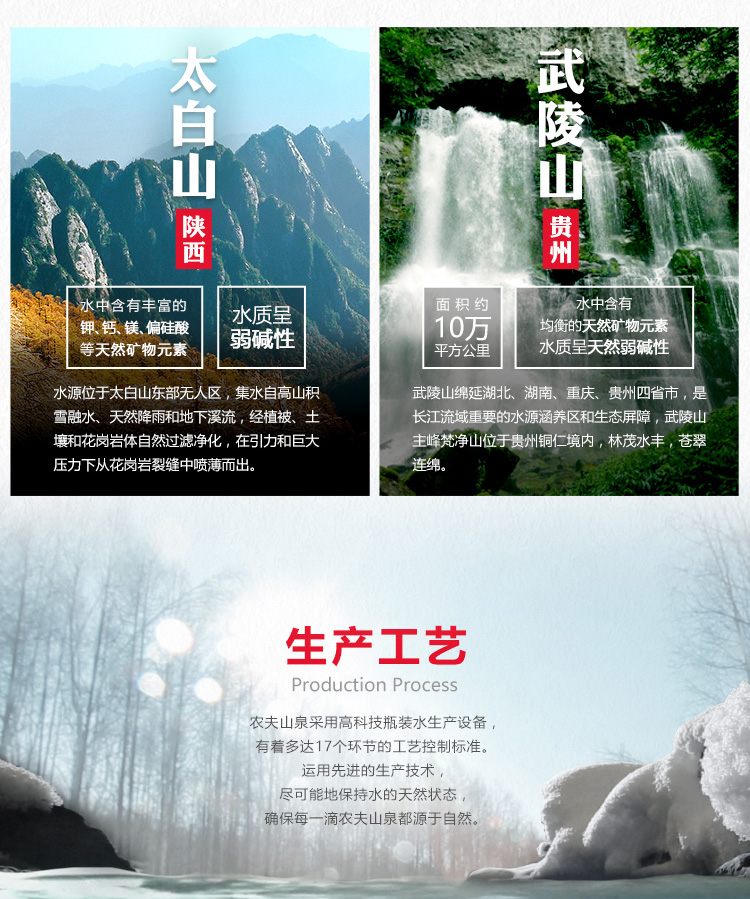 太白山
陕西
水中含有丰富的
钾、钙、镁、偏硅酸
等天然矿物元素
水质呈
弱碱性
水源位于太白山东部无人区，集水自高山积
雪融水、天然降雨和地下溪流，经植被、土
壤和花岗岩体自然过滤净化，在引力和巨大
压力下从花岗岩裂缝中喷薄而出。
武陵山
贵州
面积约
10万
平方公里
水中含有
均衡的天然矿物元素
水质呈天然弱碱性
武陵山绵延湖北、湖南、重庆、贵州四省市，是
长江流域重要的水源涵养区和生态屏障，武陵山
主峰梵净山位于贵州铜仁境内，林茂水丰，苍翠
连绵。
生产工艺
Production Process
农夫山泉采用高科技瓶装水生产设备，
有着多达17个环节的工艺控制标准。
运用先进的生产技术，
尽可能地保持水的天然状态，
确保每一滴农夫山泉都源于自然。